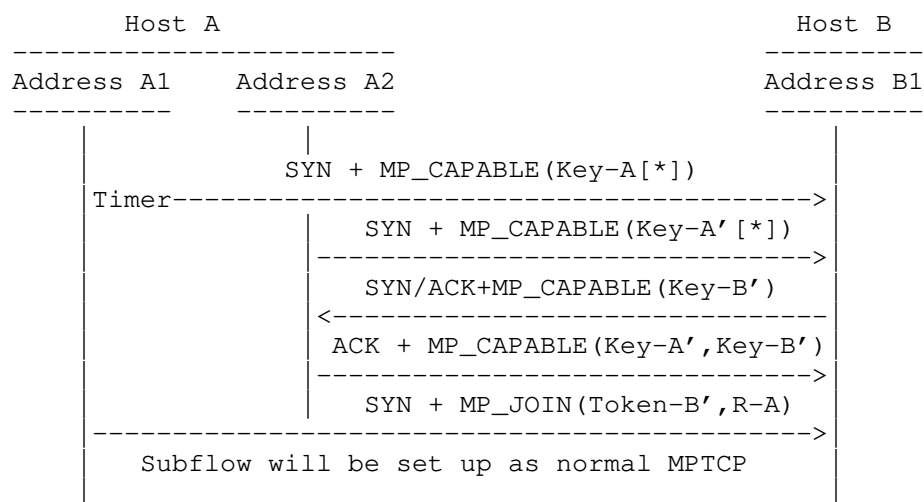 Host A Host B
Address A1 Address A2 Address B1
SYN + MP_CAPABLE(Key-A[*])
Timer
SYN + MP_CAPABLE(Key-A'[*])
SYN/ACK+MP_CAPABLE(Key-B')
ACK + MP_CAPABLE(Key-A',Key-B')
SYN + MP_JOIN(Token-B',R-A)
Subflow will be set up as normal MPTCP